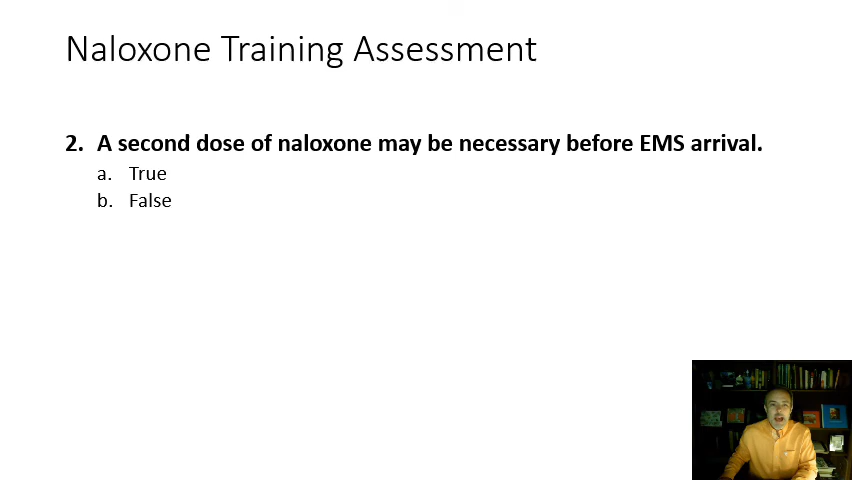 Naloxone Training Assessment
2. A second dose of naloxone may be necessary before EMS arrival.
a. True
b. False